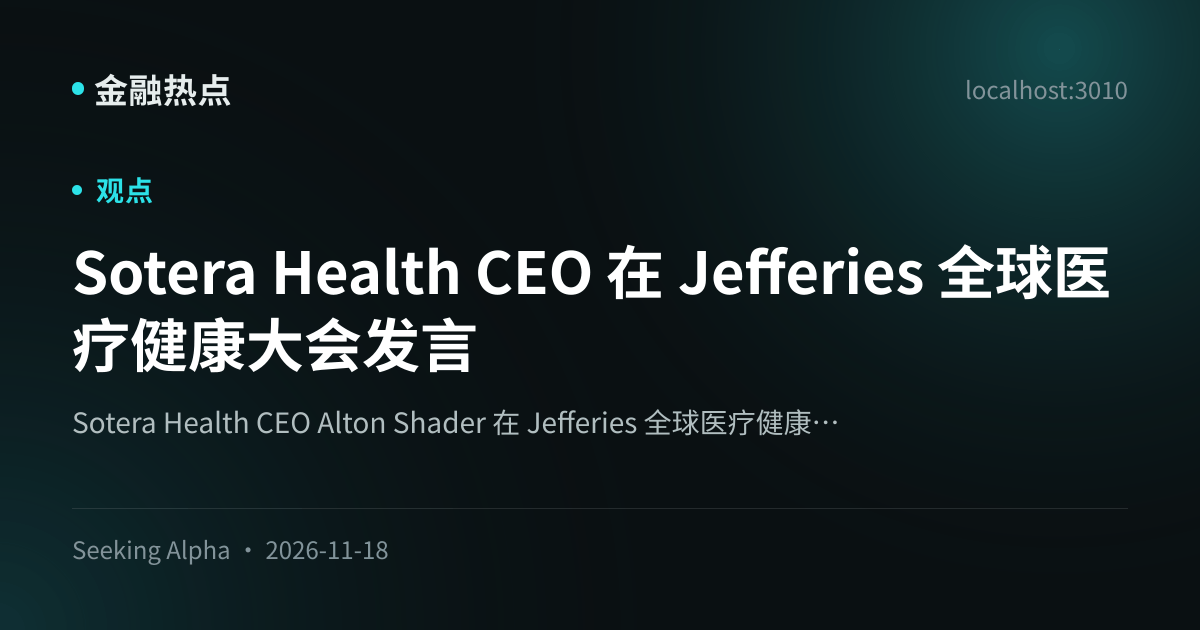 金融热点
localhost:3010
观点
Sotera Health CEO 在 Jefferies 全球医
疗健康大会发言
Sotera Health CEO Alton Shader 在 Jefferies 全球医疗健康…
Seeking Alpha · 2026-11-18